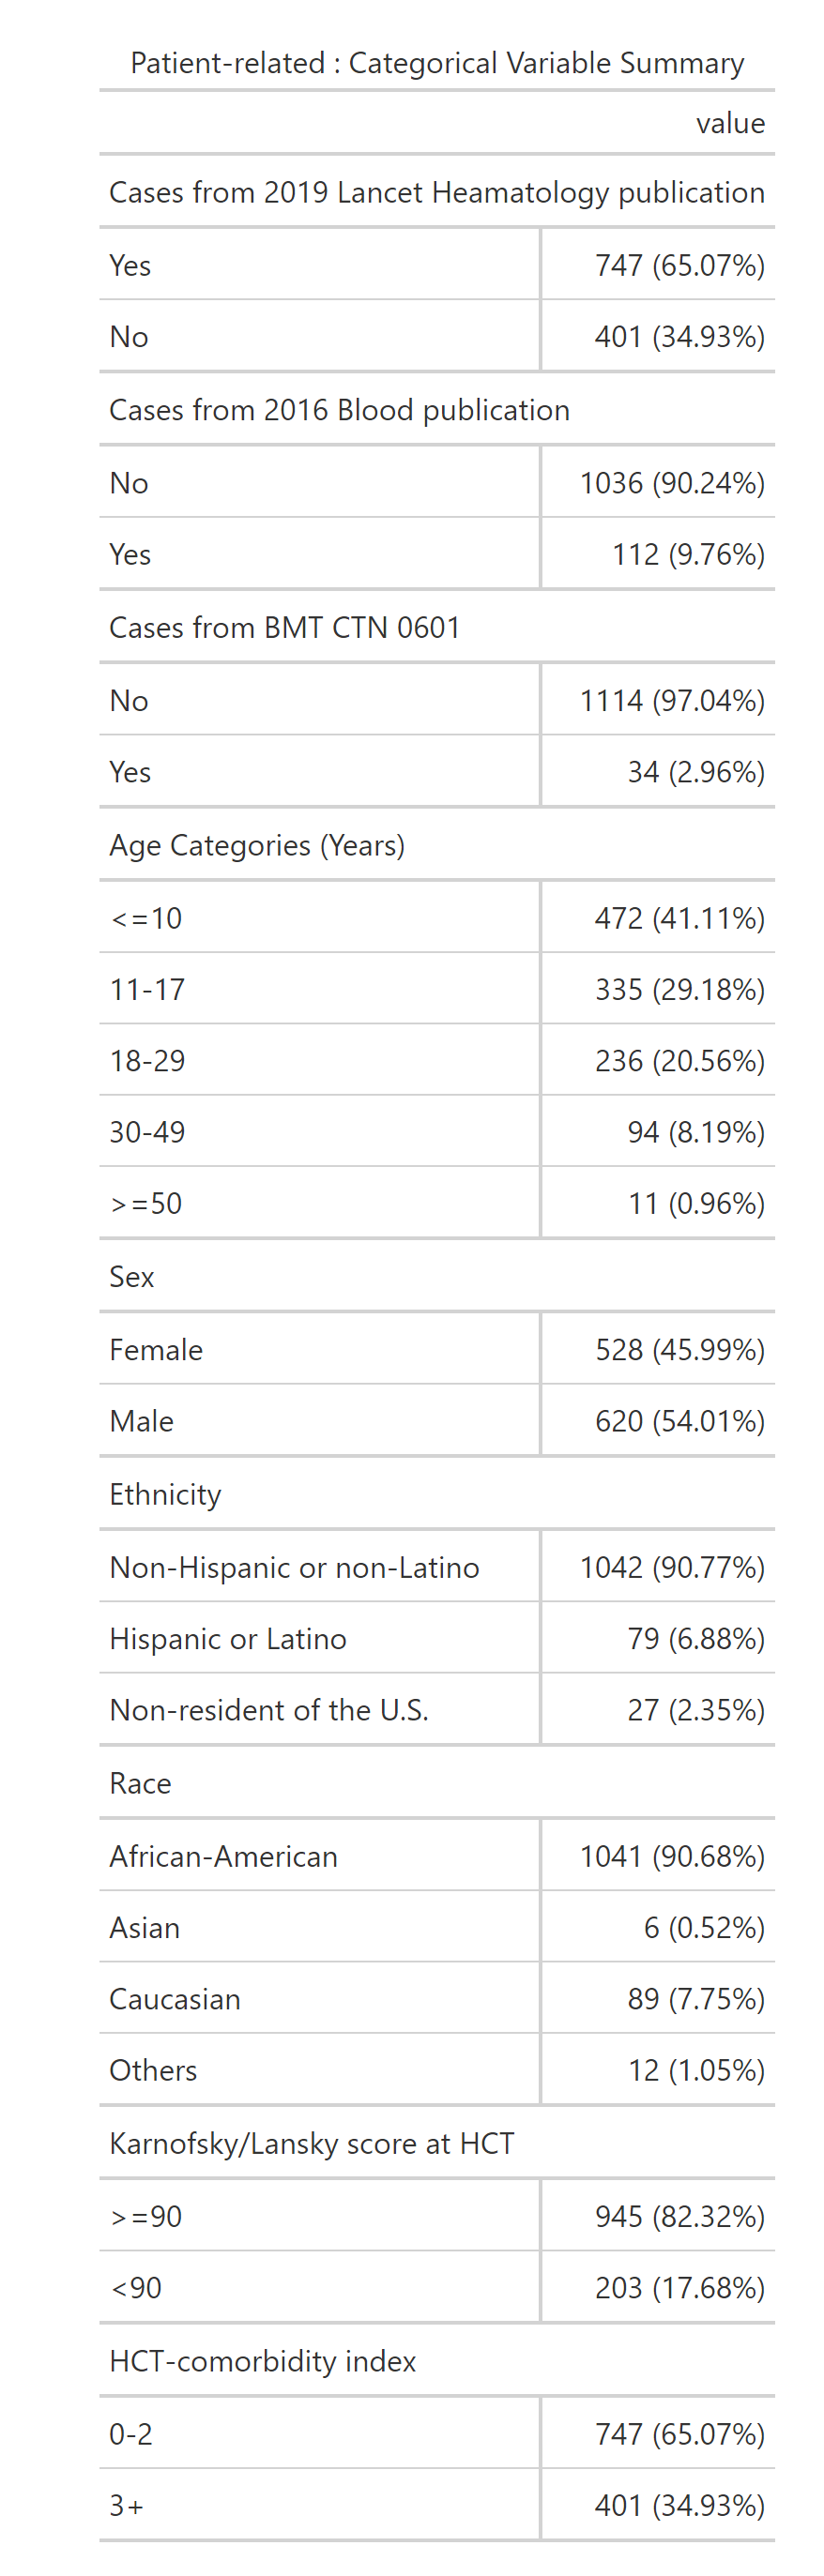 Patient-related : Categorical Variable Summary
value
Cases from 2019 Lancet Heamatology publication
Yes 747 (65.07%)
No 401 (34.93%)
Cases from 2016 Blood publication
No 1036 (90.24%)
Yes 112 (9.76%)
Cases from BMT CTN 0601
No 1114 (97.04%)
Yes 34 (2.96%)
Age Categories (Years)
<=10 472 (41.11%)
11-17 335 (29.18%)
18-29 236 (20.56%)
30-49 94 (8.19%)
>=50 11 (0.96%)
Sex
Female 528 (45.99%)
Male 620 (54.01%)
Ethnicity
Non-Hispanic or non-Latino 1042 (90.77%)
Hispanic or Latino 79 (6.88%)
Non-resident of the U.S. 27 (2.35%)
Race
African-American 1041 (90.68%)
Asian 6 (0.52%)
Caucasian 89 (7.75%)
Others 12 (1.05%)
Karnofsky/Lansky score at HCT
>=90 945 (82.32%)
<90 203 (17.68%)
HCT-comorbidity index
0-2 747 (65.07%)
3+ 401 (34.93%)